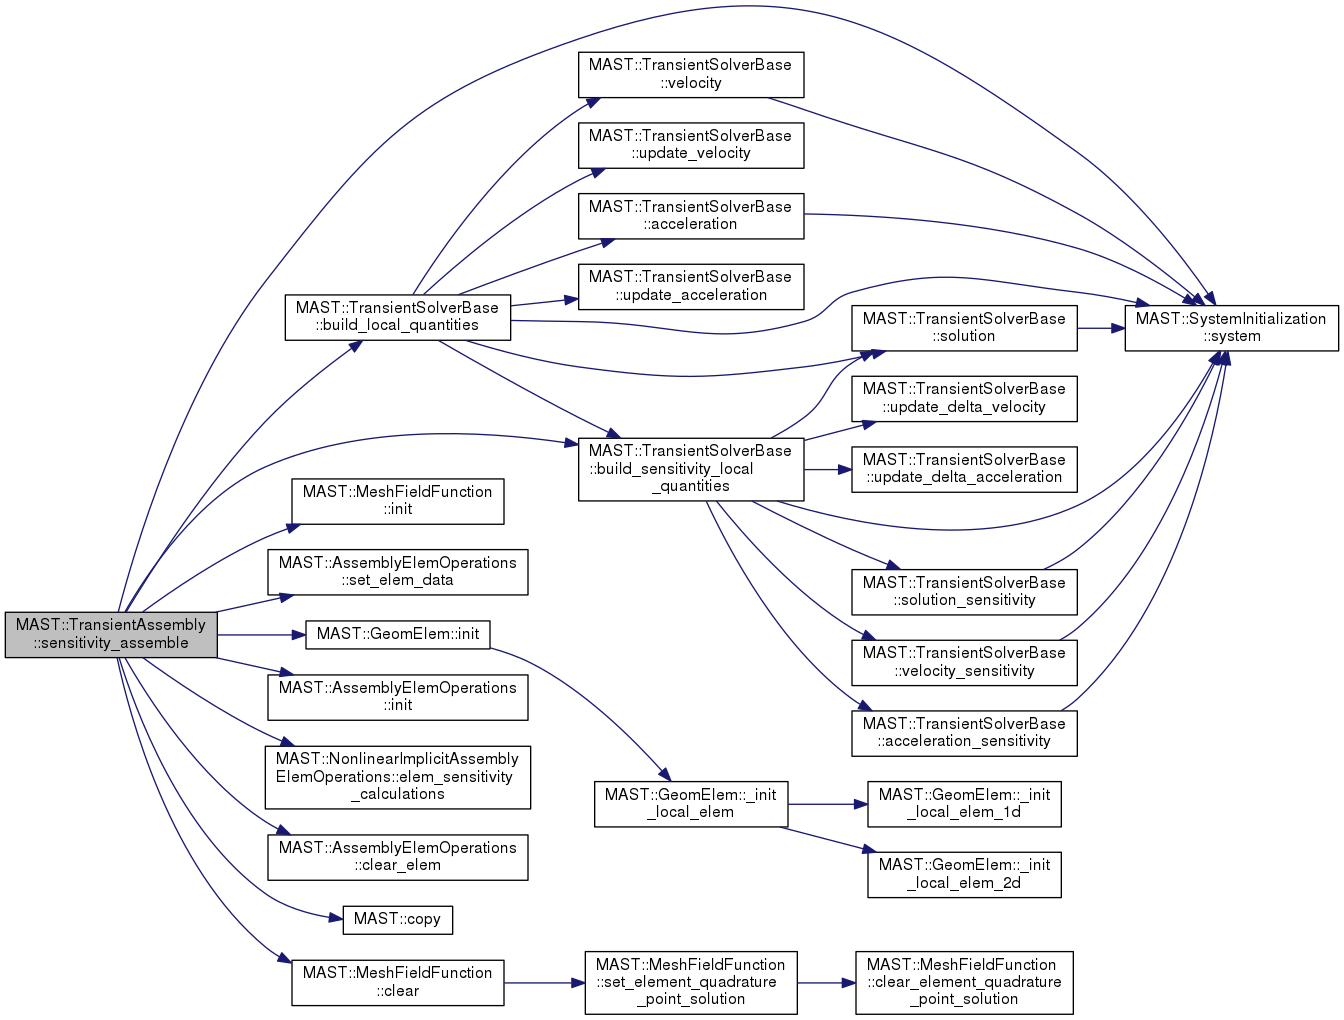 MAST::TransientSolverBase
::velocity
MAST::TransientSolverBase
::update_velocity
MAST::TransientSolverBase
::acceleration
MAST::TransientSolverBase
::update_acceleration
MAST::TransientSolverBase
::build_local_quantities
MAST::TransientSolverBase
::solution
MAST::SystemInitialization
::system
MAST::TransientSolverBase
::update_delta_velocity
MAST::TransientSolverBase
::build_sensitivity_local
_quantities
MAST::TransientSolverBase
::update_delta_acceleration
MAST::MeshFieldFunction
::init
MAST::AssemblyElemOperations
::set_elem_data
MAST::TransientSolverBase
::solution_sensitivity
MAST::TransientAssembly
::sensitivity_assemble
MAST::GeomElem::init
MAST::TransientSolverBase
::velocity_sensitivity
MAST::AssemblyElemOperations
::init
MAST::TransientSolverBase
::acceleration_sensitivity
MAST::NonlinearImplicitAssembly
ElemOperations::elem_sensitivity
_calculations
MAST::GeomElem::_init
_local_elem
MAST::GeomElem::_init
_local_elem_1d
MAST::AssemblyElemOperations
::clear_elem
MAST::GeomElem::_init
_local_elem_2d
MAST::copy
MAST::MeshFieldFunction
::clear
MAST::MeshFieldFunction
::set_element_quadrature
_point_solution
MAST::MeshFieldFunction
::clear_element_quadrature
_point_solution